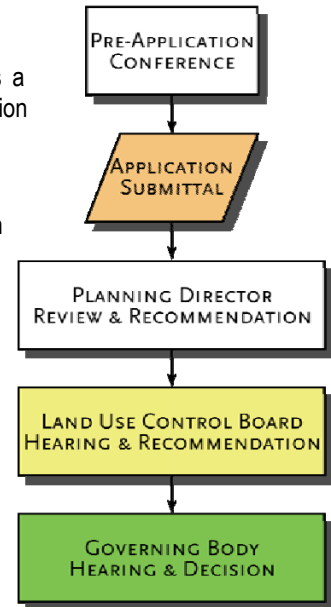 PRE-APPLICATION
CONFERENCE
s a
ion
APPLICATION
SUBMITTAL
n
PLANNING DIRECTOR
REVIEW & RECOMMENDATION
LAND USE CONTROL BOARD
HEARING & RECOMMENDATION
GOVERNING BODY
HEARING & DECISION